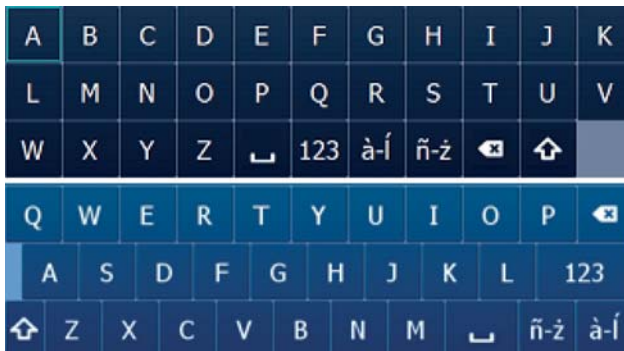 A B C D E F G H I J K
L M N O P Q R S T U V
W X Y Z 123 à-Í ñ-ż
Q W E R T Y U I O P
A S D F G H J K L 123
Z X C V B N M ñ-ż à-Í